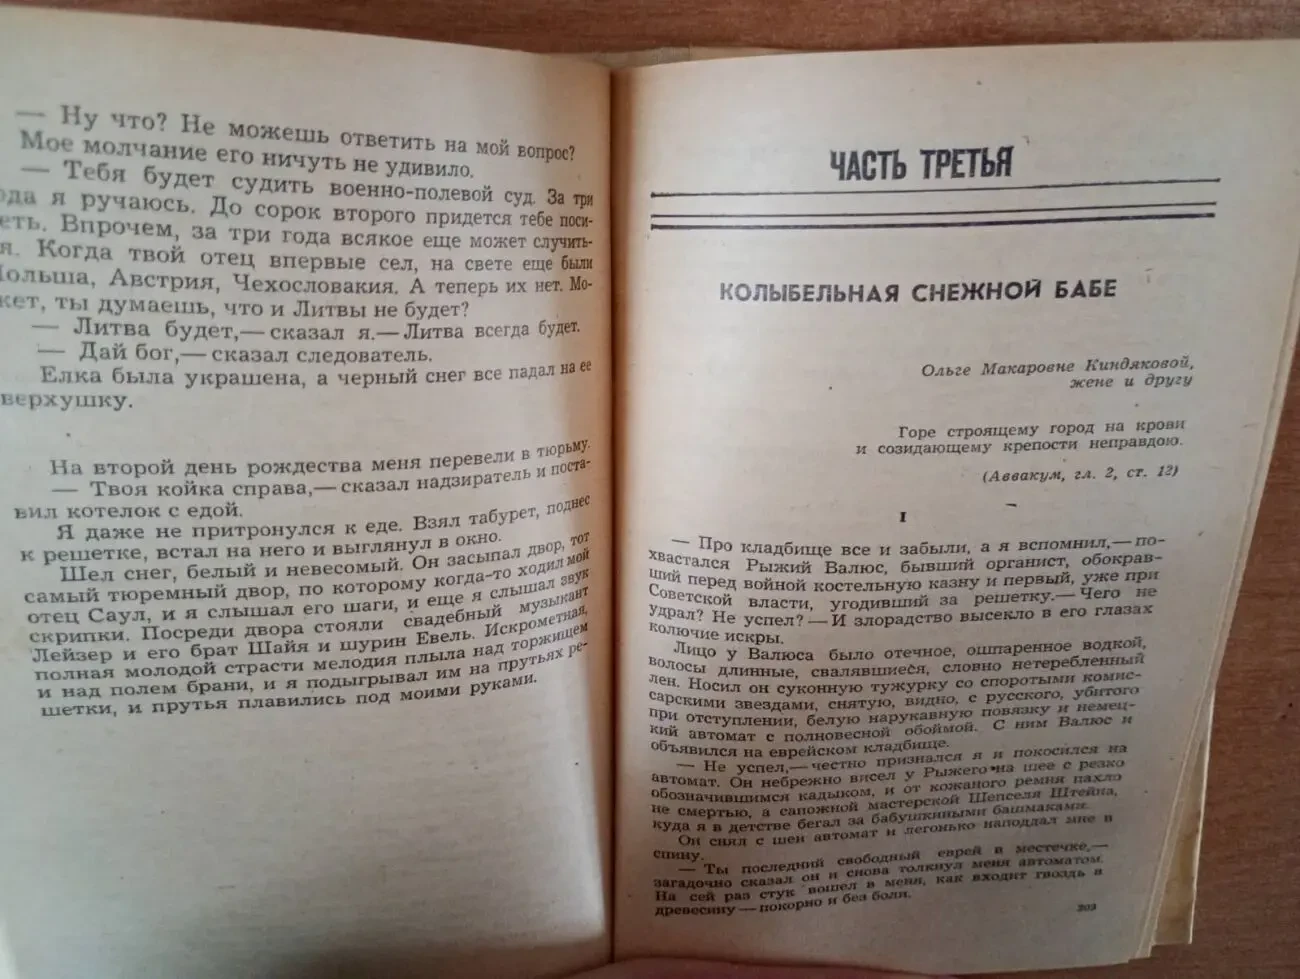 — Ну что? Не можешь ответить на мой вопрос?
Мое молчание его ничуть не удивило.
— Тебя будет судить военно-полевой суд. За три
ода я ручаюсь. До сорок второго придется тебе поси-
еть. Впрочем, за три года всякое еще может случить-
я. Когда твой отец впервые сел, на свете еще были
Польша, Австрия, Чехословакия. А теперь их нет. Мо-
жет, ты думаешь, что и Литвы не будет?
— Литва будет,— сказал я.— Литва всегда будет.
— Дай бог,— сказал следователь.
Елка была украшена, а черный снег все падал на ее
верхушку.
На второй день рождества меня перевели в тюрьму.
— Твоя койка справа,— сказал надзиратель и поста-
вил котелок с едой.
Я даже не притронулся к еде. Взял табурет, поднес
к решетке, встал на него и выглянул в окно.
Шел снег, белый и невесомый. Он засыпал двор, тот
самый тюремный двор, по которому когда-то ходил мой
отец Саул, и я слышал его шаги, и еще я слышал звук
скрипки. Посреди двора стояли свадебный музыкант
Лейзер и его брат Шайя и шурин Евель. Искрометная,
полная молодой страсти мелодия плыла над торжищем
и над полем брани, и я подыгрывал им на прутьях ре-
шетки, и прутья плавились под моими руками.
ЧАСТЬ ТРЕТЬЯ
КОЛЫБЕЛЬНАЯ СНЕЖНОЙ БАБЕ
Ольге Макаровне Киндяковой,
жене и другу
Горе строящему город на крови
и созидающему крепости неправдою.
(Аввакум, гл. 2, ст. 12)
I
— Про кладбище все и забыли, а я вспомнил,— по-
хвастался Рыжий Валюс, бывший органист, обокрав-
ший перед войной костельную казну и первый, уже при
Советской власти, угодивший за решетку.— Чего не
удрал? Не успел? — И злорадство высекло в его глазах
колючие искры.
Лицо у Валюса было отечное, ошпаренное водкой,
волосы длинные, свалявшиеся, словно нетеребленный
лен. Носил он суконную тужурку со споротыми комис-
сарскими звездами, снятую, видно, с русского, убитого
при отступлении, белую нарукавную повязку и немец-
кий автомат с полновесной обоймой. С ним Валюс и
объявился на еврейском кладбище.
— Не успел,— честно признался я и покосился на
автомат. Он небрежно висел у Рыжего на шее с резко
обозначившимся кадыком, и от кожаного ремня пахло
не смертью, а сапожной мастерской Шепселя Штейна,
куда я в детстве бегал за бабушкиными башмаками.
Он снял с шеи автомат и легонько наподдал мне в
спину.
— Ты последний свободный еврей в местечке,—
загадочно сказал он и снова толкнул меня автоматом.
На сей раз стук вошел в меня, как входит гвоздь в
древесину — покорно и без боли.
203